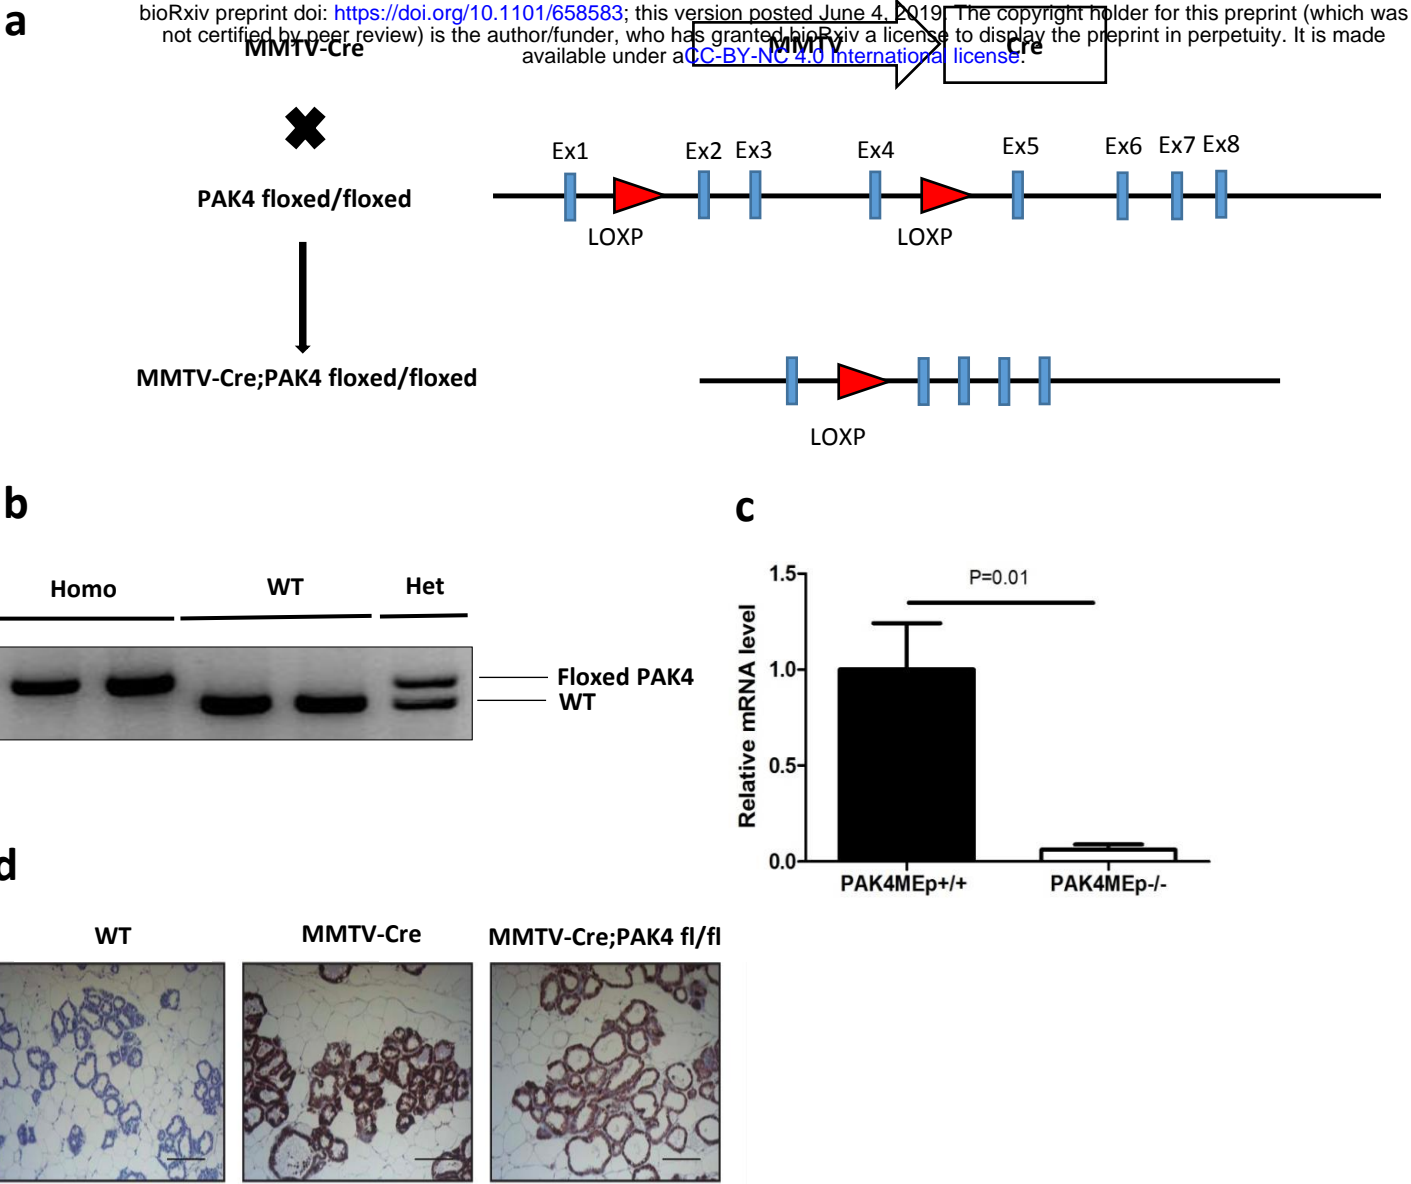 a
bioRxiv preprint doi: https://doi.org/10.1101/658583; this version posted June 4, 2019. The copyright holder for this preprint (which was
not certified by peer review) is the author/funder, who has granted bioRxiv a license to display the preprint in perpetuity. It is made
available under aCC-BY-NC 4.0 International license.
MMTV-Cre
MMTV
Cre
Ex1 Ex2 Ex3 Ex4 Ex5 Ex6 Ex7 Ex8
PAK4 floxed/floxed
LOXP LOXP
MMTV-Cre;PAK4 floxed/floxed
LOXP
b
Homo WT Het
Floxed PAK4
WT
c
P=0.01
Relative mRNA level
1.5
1.0
0.5
0.0
PAK4MEp+/+ PAK4MEp-/-
d
WT MMTV-Cre MMTV-Cre;PAK4 fl/fl